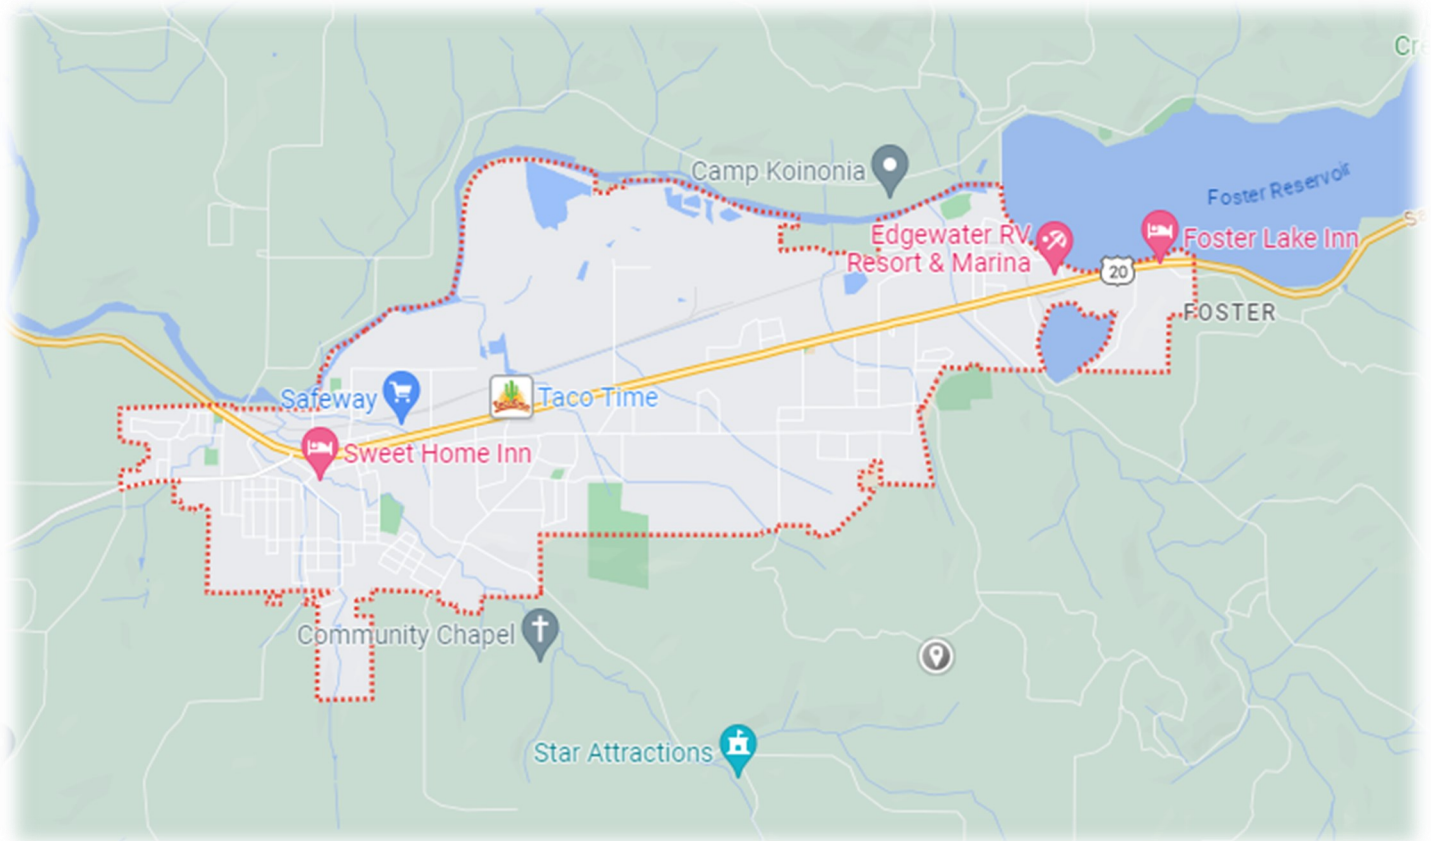 Cr
Camp Koinonia
Foster Reservoir
Edgewater RV
Resort & Marina
Foster Lake Inn
20
S
FOSTER
Safeway
Taco Time
Sweet Home Inn
Community Chapel
Star Attractions